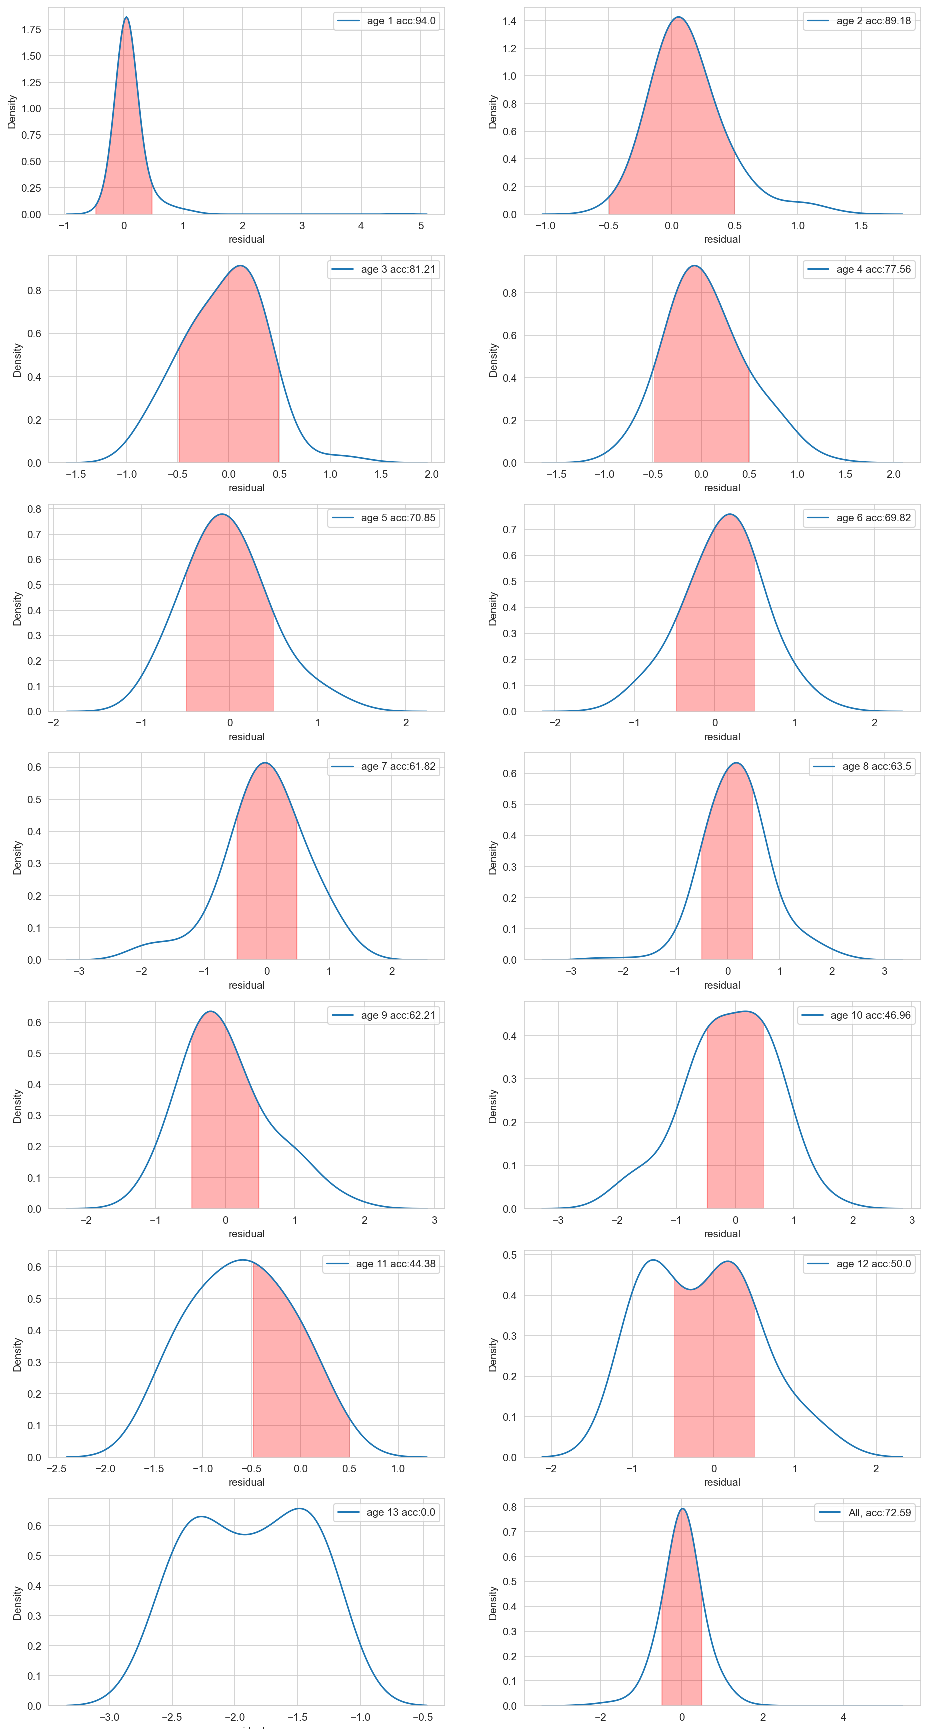 age 1 acc:94.0
1.75
1.50
1.25
1.00
0.75
0.50
0.25
0.00
Density
−1 0 1 2 3 4 5
residual
age 2 acc:89.18
1.4
1.2
1.0
0.8
0.6
0.4
0.2
0.0
Density
−1.0 −0.5 0.0 0.5 1.0 1.5
residual
age 3 acc:81.21
0.8
0.6
0.4
0.2
0.0
Density
−1.5 −1.0 −0.5 0.0 0.5 1.0 1.5 2.0
residual
age 4 acc:77.56
0.8
0.6
0.4
0.2
0.0
Density
−1.5 −1.0 −0.5 0.0 0.5 1.0 1.5 2.0
residual
age 5 acc:70.85
0.8
0.7
0.6
0.5
0.4
0.3
0.2
0.1
0.0
Density
−2 −1 0 1 2
residual
age 6 acc:69.82
0.7
0.6
0.5
0.4
0.3
0.2
0.1
0.0
Density
−2 −1 0 1 2
residual
age 7 acc:61.82
0.6
0.5
0.4
0.3
0.2
0.1
0.0
Density
−3 −2 −1 0 1 2
residual
age 8 acc:63.5
0.6
0.5
0.4
0.3
0.2
0.1
0.0
Density
−3 −2 −1 0 1 2 3
residual
age 9 acc:62.21
0.6
0.5
0.4
0.3
0.2
0.1
0.0
Density
−2 −1 0 1 2 3
residual
age 10 acc:46.96
0.4
0.3
0.2
0.1
0.0
Density
−3 −2 −1 0 1 2 3
residual
age 11 acc:44.38
0.6
0.5
0.4
0.3
0.2
0.1
0.0
Density
−2.5 −2.0 −1.5 −1.0 −0.5 0.0 0.5 1.0
residual
age 12 acc:50.0
0.5
0.4
0.3
0.2
0.1
0.0
Density
−2 −1 0 1 2
residual
age 13 acc:0.0
0.6
0.5
0.4
0.3
0.2
0.1
0.0
Density
−3.0 −2.5 −2.0 −1.5 −1.0 −0.5
All, acc:72.59
0.8
0.7
0.6
0.5
0.4
0.3
0.2
0.1
0.0
Density
−2 0 2 4